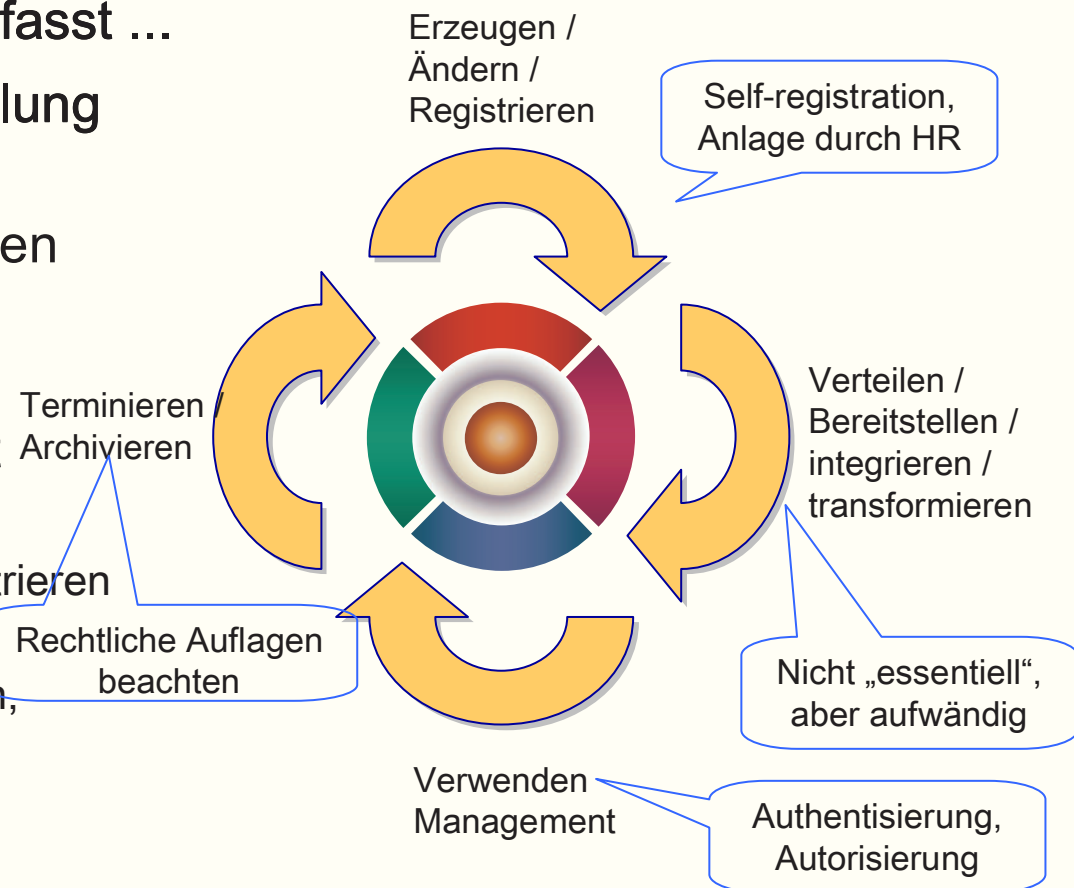 fasst ...
lung
en
Erzeugen /
Ändern /
Registrieren
Self-registration,
Anlage durch HR
Terminieren /
Archivieren
Verteilen /
Bereitstellen /
integrieren /
transformieren
trieren
Rechtliche Auflagen
beachten
Nicht „essentiell“,
aber aufwändig
Verwenden
Management
Authentisierung,
Autorisierung